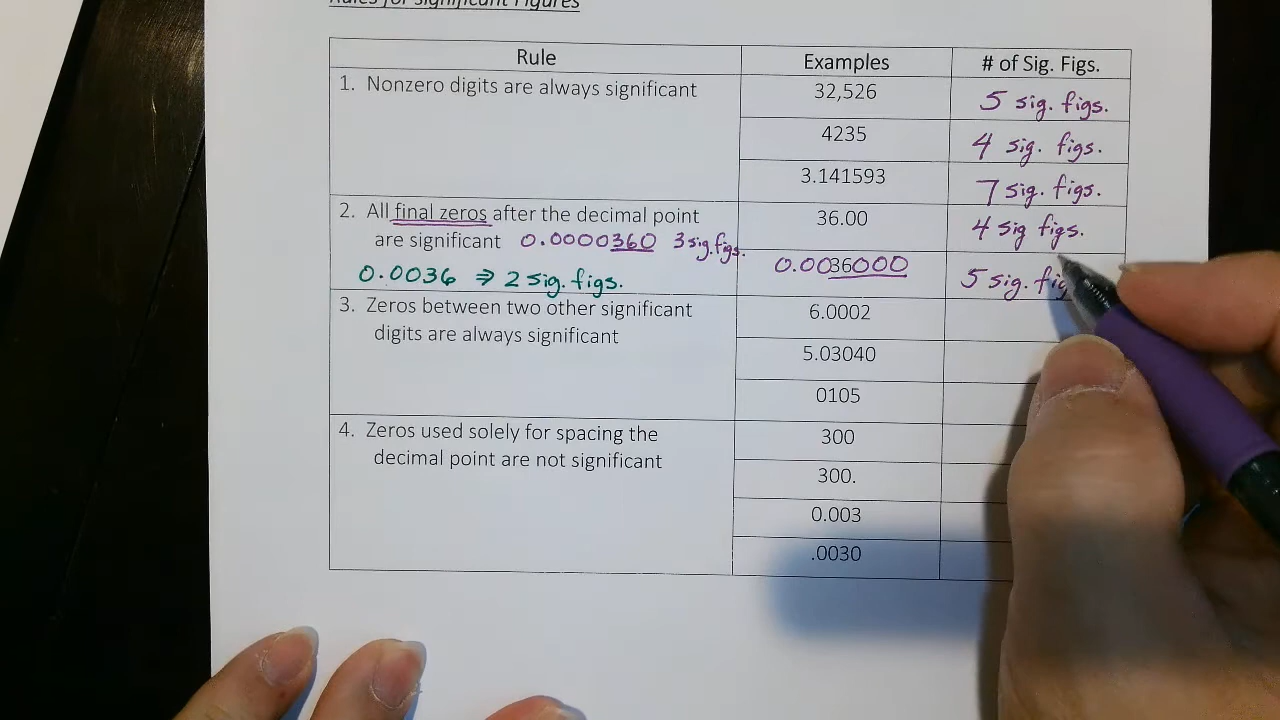 Rules for Significant Figures
Rule Examples # of Sig. Figs.
1. Nonzero digits are always significant 32,526 5 sig. figs.
4235 4 sig. figs.
3.141593 7 sig. figs.
2. All final zeros after the decimal point 36.00 4 sig figs.
are significant 0.0000360 3 sig. figs.
0.0036 ⇒ 2 sig. figs. 0.0036000 5 sig. fig
3. Zeros between two other significant 6.0002
digits are always significant 5.03040
0105
4. Zeros used solely for spacing the 300
decimal point are not significant 300.
0.003
.0030